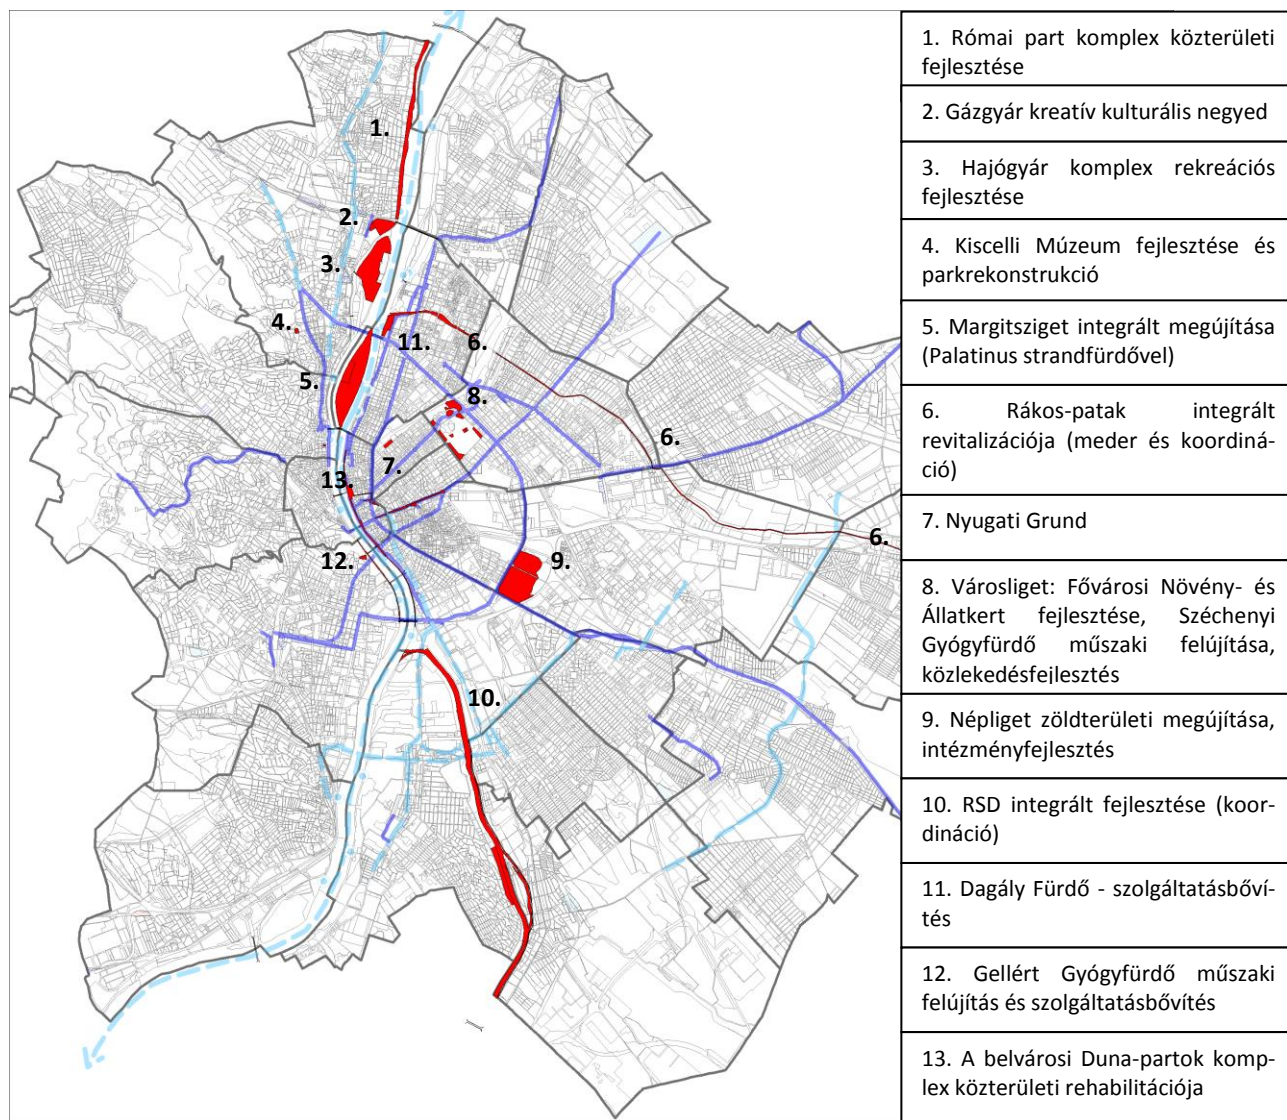 1.
2.
3.
4.
5.
11.
6.
8.
7.
6.
13.
6.
12.
9.
10.
1. Római part komplex közterületi
fejlesztése
2. Gázgyár kreatív kulturális negyed
3. Hajógyár komplex rekreációs
fejlesztése
4. Kiscelli Múzeum fejlesztése és
parkrekonstrukció
5. Margitsziget integrált megújítása
(Palatinus strandfürdővel)
6. Rákos-patak integrált
revitalizációja (meder és koordiná-
ció)
7. Nyugati Grund
8. Városliget: Fővárosi Növény- és
Állatkert fejlesztése, Széchenyi
Gyógyfürdő műszaki felújítása,
közlekedésfejlesztés
9. Népliget zöldterületi megújítása,
intézményfejlesztés
10. RSD integrált fejlesztése (koor-
dináció)
11. Dagály Fürdő - szolgáltatásbőví-
tés
12. Gellért Gyógyfürdő műszaki
felújítás és szolgáltatásbővítés
13. A belvárosi Duna-partok komp-
lex közterületi rehabilitációja